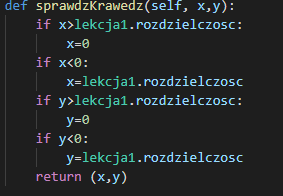 def sprawdzKrawedz(self, x,y):
    if x>lekcja1.rozdzielczosc:
        x=0
    if x<0:
        x=lekcja1.rozdzielczosc
    if y>lekcja1.rozdzielczosc:
        y=0
    if y<0:
        y=lekcja1.rozdzielczosc
    return (x,y)